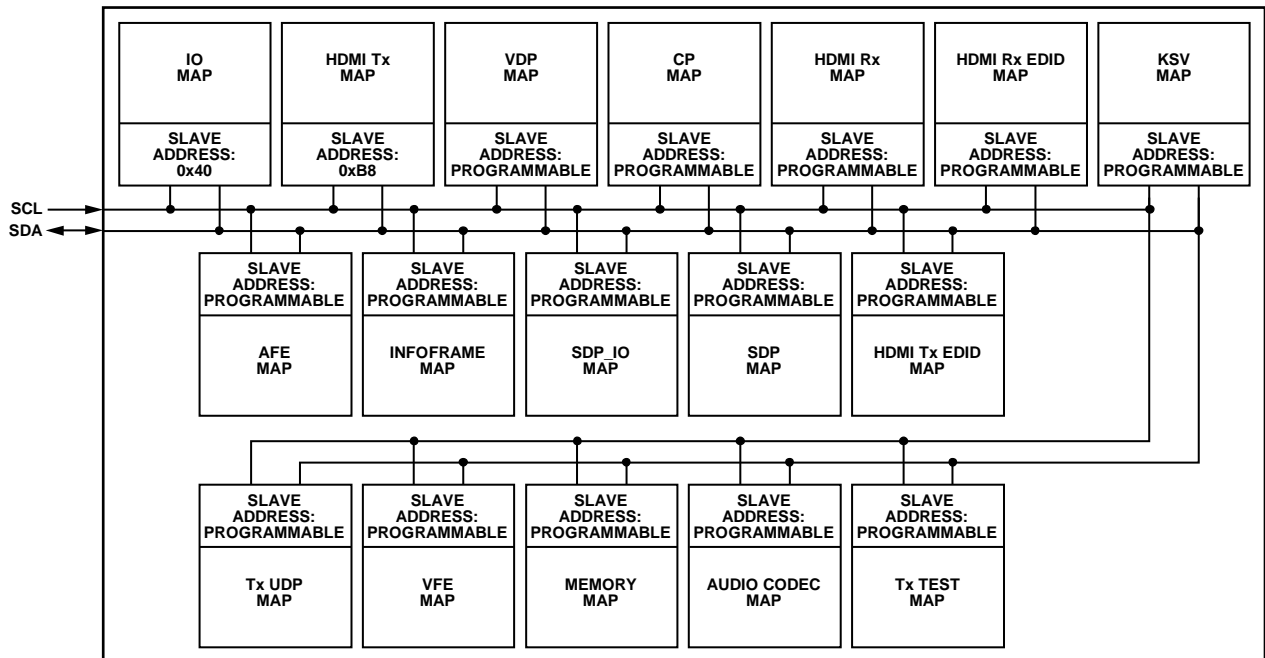 IO
MAP
SLAVE
ADDRESS:
0x40
HDMI Tx
MAP
SLAVE
ADDRESS:
0xB8
VDP
MAP
SLAVE
ADDRESS:
PROGRAMMABLE
CP
MAP
SLAVE
ADDRESS:
PROGRAMMABLE
HDMI Rx
MAP
SLAVE
ADDRESS:
PROGRAMMABLE
HDMI Rx EDID
MAP
SLAVE
ADDRESS:
PROGRAMMABLE
KSV
MAP
SLAVE
ADDRESS:
PROGRAMMABLE
SCL
SDA
SLAVE
ADDRESS:
PROGRAMMABLE
AFE
MAP
SLAVE
ADDRESS:
PROGRAMMABLE
INFOFRAME
MAP
SLAVE
ADDRESS:
PROGRAMMABLE
SDP_IO
MAP
SLAVE
ADDRESS:
PROGRAMMABLE
SDP
MAP
SLAVE
ADDRESS:
PROGRAMMABLE
HDMI Tx EDID
MAP
SLAVE
ADDRESS:
PROGRAMMABLE
Tx UDP
MAP
SLAVE
ADDRESS:
PROGRAMMABLE
VFE
MAP
SLAVE
ADDRESS:
PROGRAMMABLE
MEMORY
MAP
SLAVE
ADDRESS:
PROGRAMMABLE
AUDIO CODEC
MAP
SLAVE
ADDRESS:
PROGRAMMABLE
Tx TEST
MAP